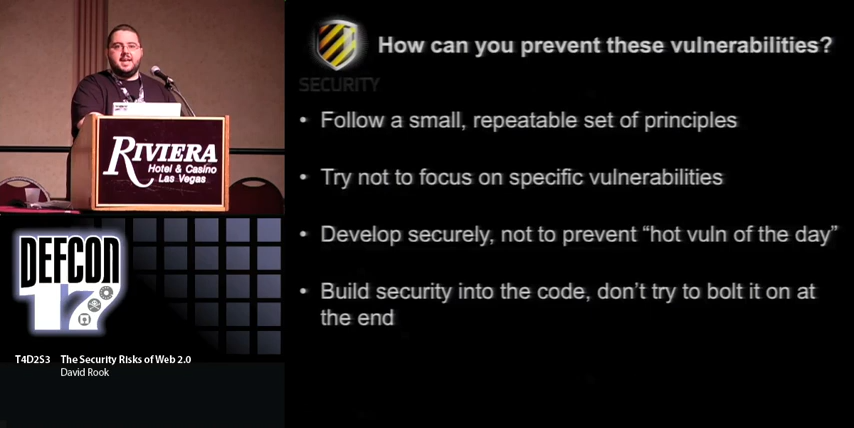 SECURITY
How can you prevent these vulnerabilities?
• Follow a small, repeatable set of principles
• Try not to focus on specific vulnerabilities
• Develop securely, not to prevent “hot vuln of the day”
• Build security into the code, don’t try to bolt it on at
the end
RIVIERA
Hotel & Casino
Las Vegas
DEFCON
17
T4D2S3 The Security Risks of Web 2.0
David Rook